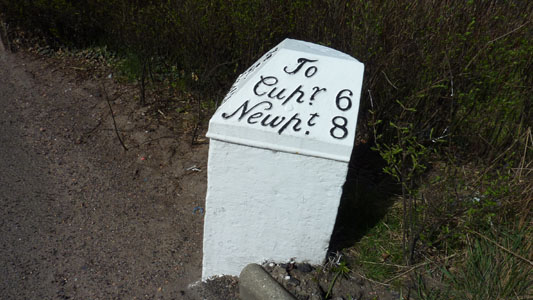 To
Cupr. 6
Newpt. 8